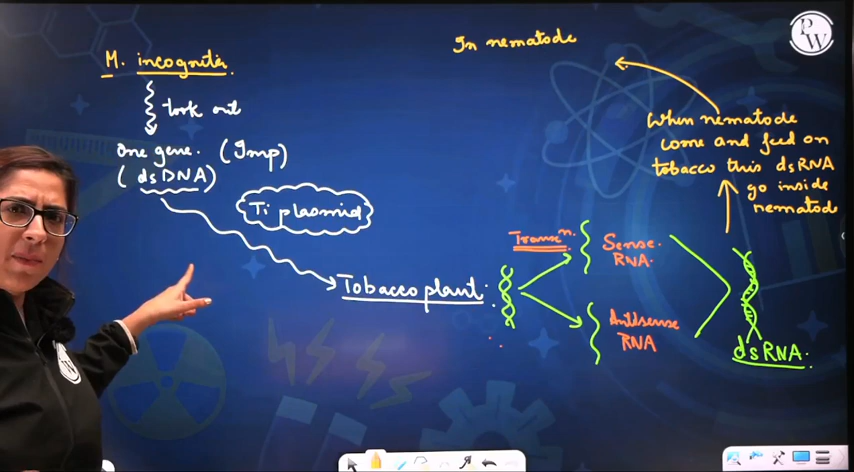 In nematode
PW
M. incognita
took out
one gene. (Imp)
(dsDNA)
Ti plasmid
Tobacco plant
Transcn.
Sense
RNA.
Antisense
RNA
dsRNA.
When nematode
come and feed on
tobacco this dsRNA
go inside
nematode